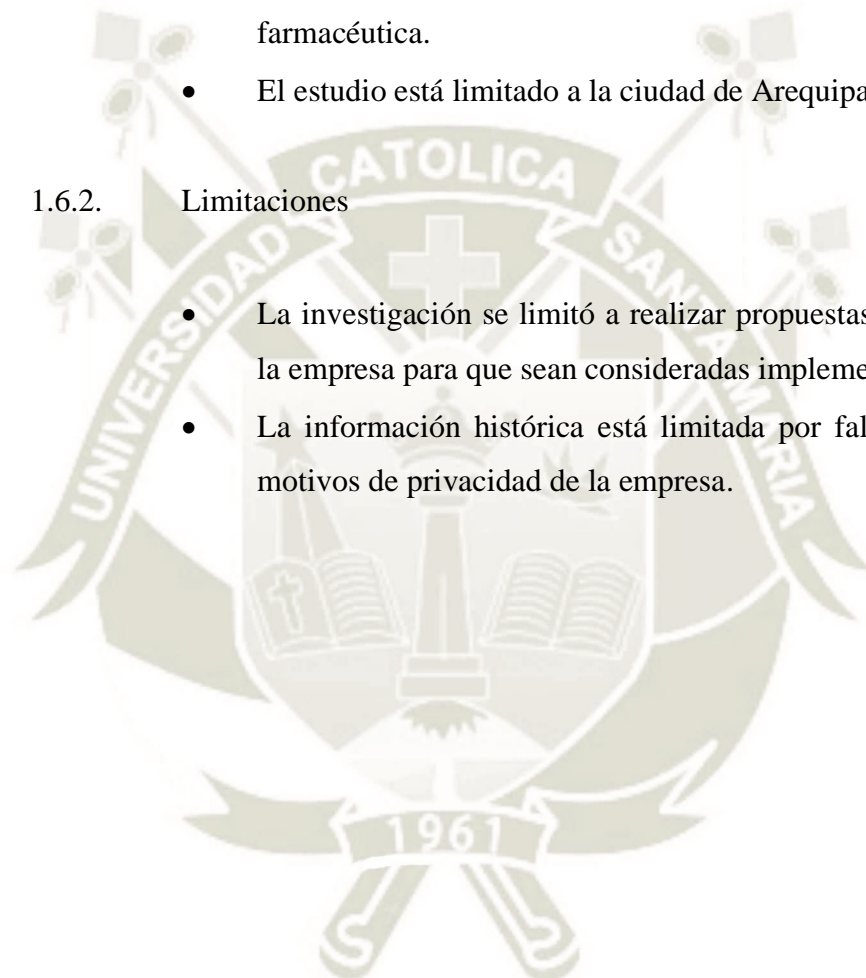 farmacéutica.
• El estudio está limitado a la ciudad de Arequipa
1.6.2. Limitaciones
• La investigación se limitó a realizar propuestas
la empresa para que sean consideradas impleme
• La información histórica está limitada por fal
motivos de privacidad de la empresa.
UNIVERSIDAD CATOLICA SANTA MARIA
1961